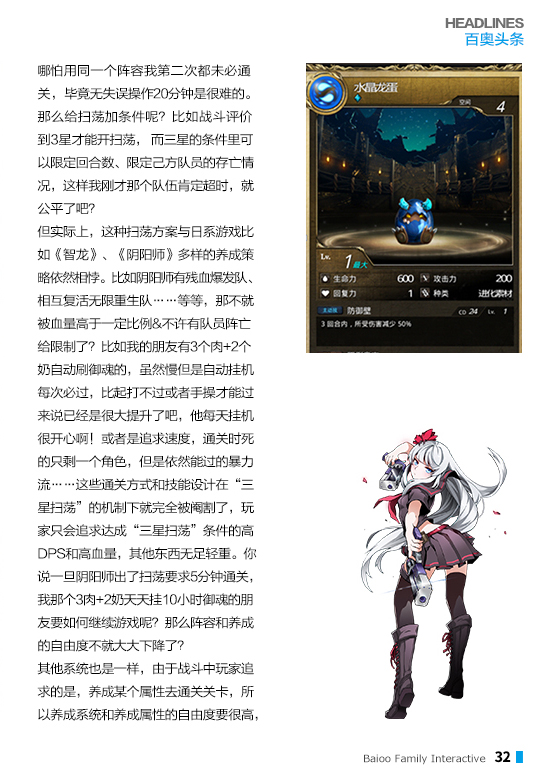 HEADLINES
百奥头条
哪怕用同一个阵容我第二次都未必通
关，毕竟无失误操作20分钟是很难的。
那么给扫荡加条件呢？比如战斗评价
到3星才能开扫荡， 而三星的条件里可
以限定回合数、限定己方队员的存亡情
况，这样我刚才那个队伍肯定超时，就
公平了吧？
但实际上，这种扫荡方案与日系游戏比
如《智龙》、《阴阳师》多样的养成策
略依然相悖。比如阴阳师有残血爆发队、
相互复活无限重生队……等等，那不就
被血量高于一定比例&不许有队员阵亡
给限制了？比如我的朋友有3个肉+2个
奶自动刷御魂的，虽然慢但是自动挂机
每次必过，比起打不过或者手操才能过
来说已经是很大提升了吧，他每天挂机
很开心啊！或者是追求速度，通关时死
的只剩一个角色，但是依然能过的暴力
流……这些通关方式和技能设计在“三
星扫荡”的机制下就完全被阉割了，玩
家只会追求达成“三星扫荡”条件的高
DPS和高血量，其他东西无足轻重。你
说一旦阴阳师出了扫荡要求5分钟通关，
我那个3肉+2奶天天挂10小时御魂的朋
友要如何继续游戏呢？那么阵容和养成
的自由度不就大大下降了？
其他系统也是一样，由于战斗中玩家追
求的是，养成某个属性去通关关卡，所
以养成系统和养成属性的自由度要很高，
水晶龙蛋
空间 4
Lv. 1 最大
生命力 600 攻击力 200
回复力 1 种类 进化素材
主动技 防御壁 CD 24 Lv. 1
3 回合内，所受伤害减少 50%
Baioo Family Interactive 32